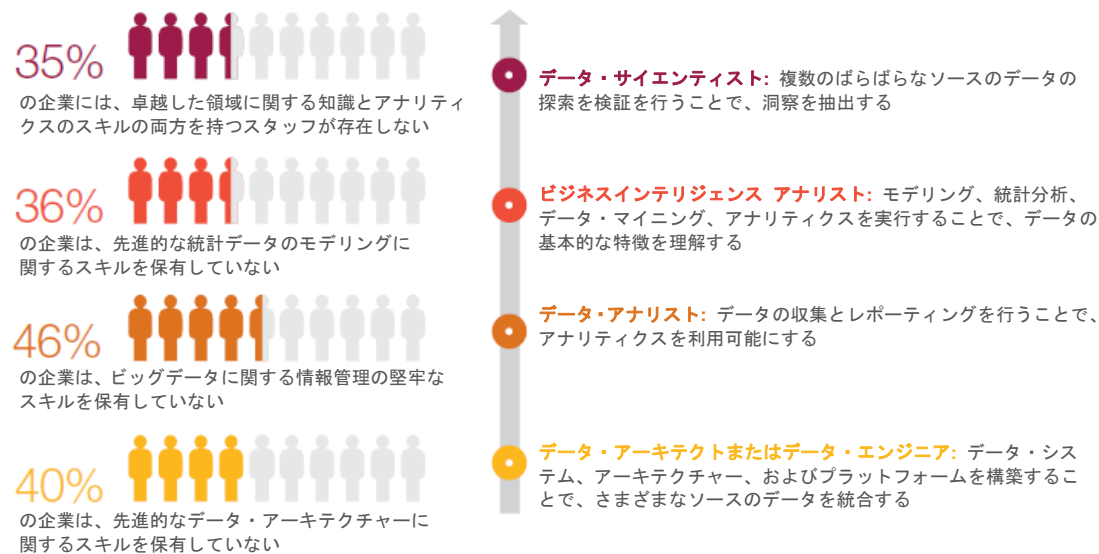 35%
の企業には、卓越した領域に関する知識とアナリティ
クスのスキルの両方を持つスタッフが存在しない
36%
の企業は、先進的な統計データのモデリングに
関するスキルを保有していない
46%
の企業は、ビッグデータに関する情報管理の堅牢な
スキルを保有していない
40%
の企業は、先進的なデータ・アーキテクチャーに
関するスキルを保有していない
データ・サイエンティスト: 複数のばらばらなソースのデータの
探索を検証を行うことで、洞察を抽出する
ビジネスインテリジェンス アナリスト: モデリング、統計分析、
データ・マイニング、アナリティクスを実行することで、データの
基本的な特徴を理解する
データ・アナリスト: データの収集とレポーティングを行うことで、
アナリティクスを利用可能にする
データ・アーキテクトまたはデータ・エンジニア: データ・シス
テム、アーキテクチャー、およびプラットフォームを構築するこ
とで、さまざまなソースのデータを統合する